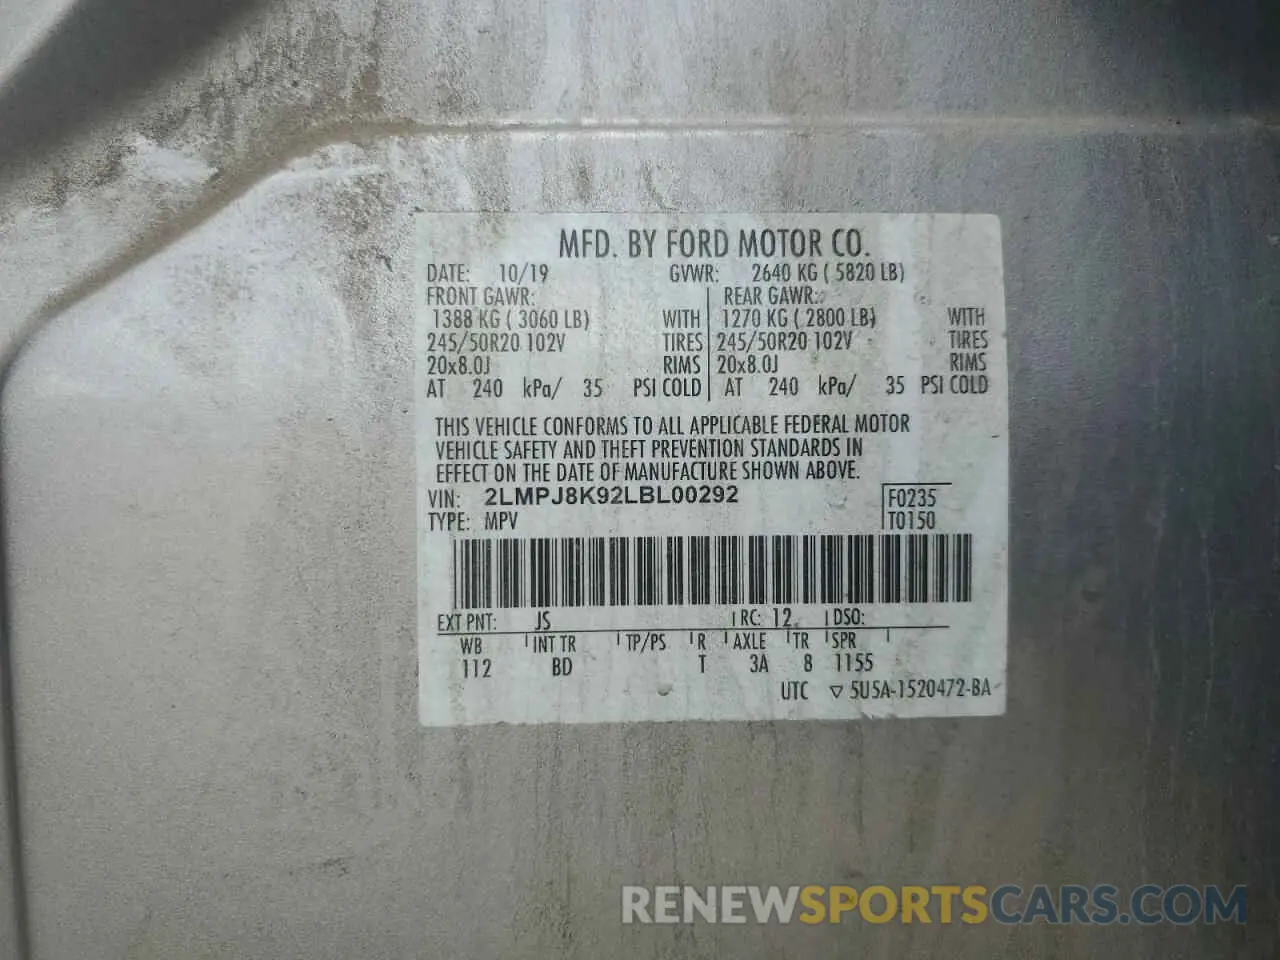 MFD. BY FORD MOTOR CO.
DATE: 10/19 GVWR: 2640 KG ( 5820 LB)
FRONT GAWR: REAR GAWR:
1388 KG ( 3060 LB) WITH 1270 KG ( 2800 LB) WITH
245/50R20 102V TIRES 245/50R20 102V TIRES
20x8.0J RIMS 20x8.0J RIMS
AT 240 kPa/ 35 PSI COLD AT 240 kPa/ 35 PSI COLD
THIS VEHICLE CONFORMS TO ALL APPLICABLE FEDERAL MOTOR
VEHICLE SAFETY AND THEFT PREVENTION STANDARDS IN
EFFECT ON THE DATE OF MANUFACTURE SHOWN ABOVE.
VIN: 2LMPJ8K92LBL00292 F0235
TYPE: MPV T0150
EXT PNT: JS RC: 12 DSO:
WB INT TR TP/PS R AXLE TR SPR
112 BD T 3A 8 1155
UTC ▽ 5U5A-1520472-BA
RENEWSPORTSCARS.COM